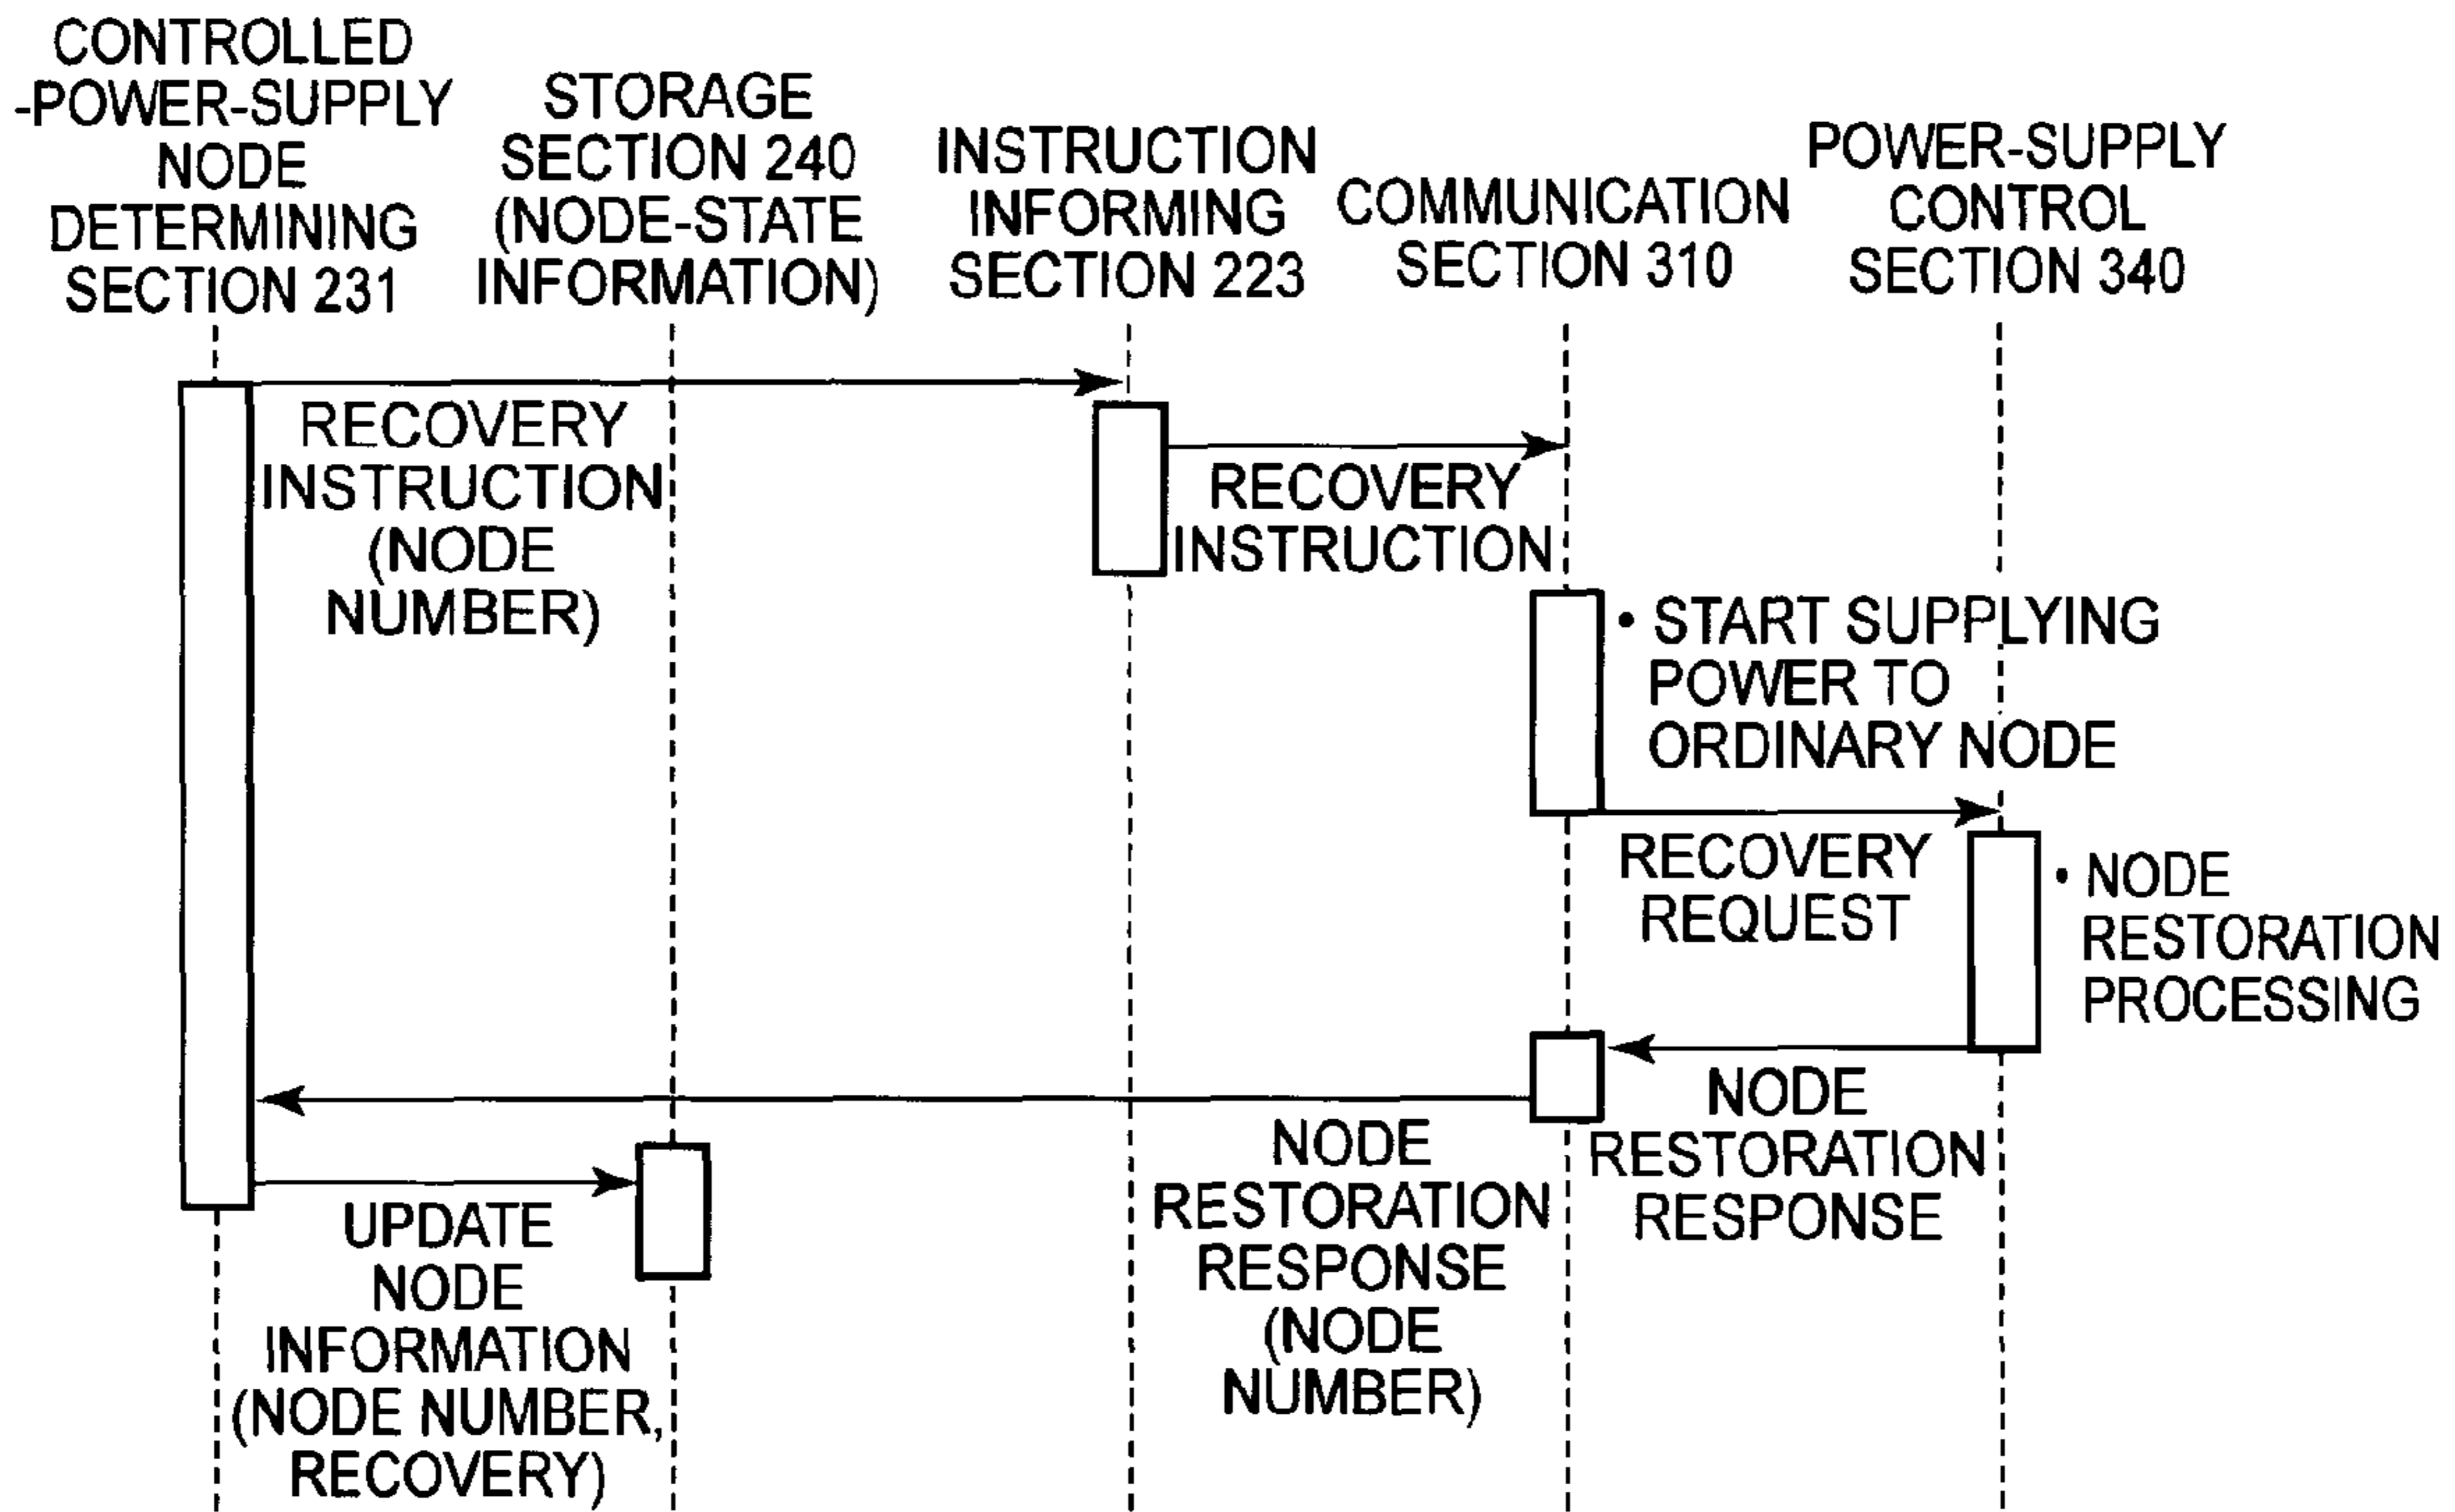 CONTROLLED
-POWER-SUPPLY
NODE
DETERMINING
SECTION 231
STORAGE
SECTION 240
(NODE-STATE
INFORMATION)
INSTRUCTION
INFORMING
SECTION 223
COMMUNICATION
SECTION 310
POWER-SUPPLY
CONTROL
SECTION 340
RECOVERY
INSTRUCTION
(NODE
NUMBER)
RECOVERY
INSTRUCTION
• START SUPPLYING
POWER TO
ORDINARY NODE
RECOVERY
REQUEST
• NODE
RESTORATION
PROCESSING
NODE
RESTORATION
RESPONSE
NODE
RESTORATION
RESPONSE
(NODE
NUMBER)
UPDATE
NODE
INFORMATION
(NODE NUMBER,
RECOVERY)